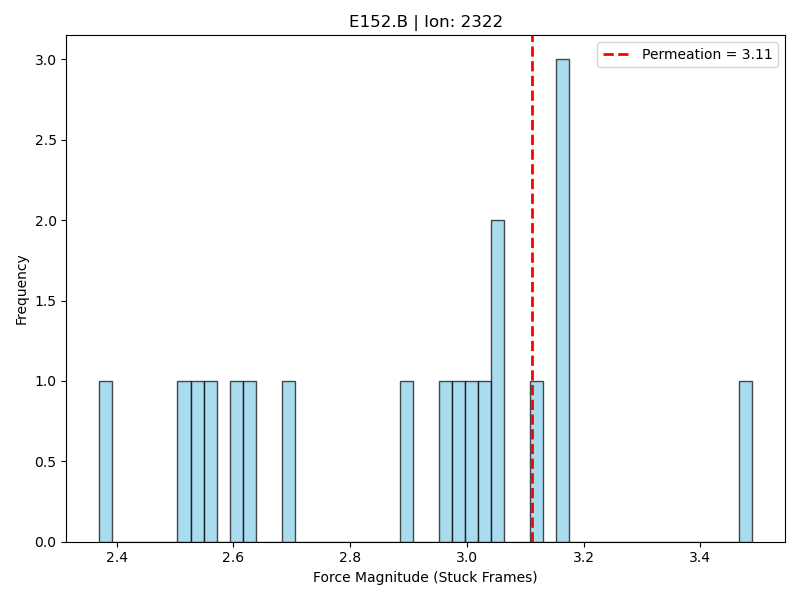 E152.B | Ion: 2322
Permeation = 3.11
3.0
2.5
2.0
1.5
1.0
0.5
0.0
Frequency
2.4 2.6 2.8 3.0 3.2 3.4
Force Magnitude (Stuck Frames)